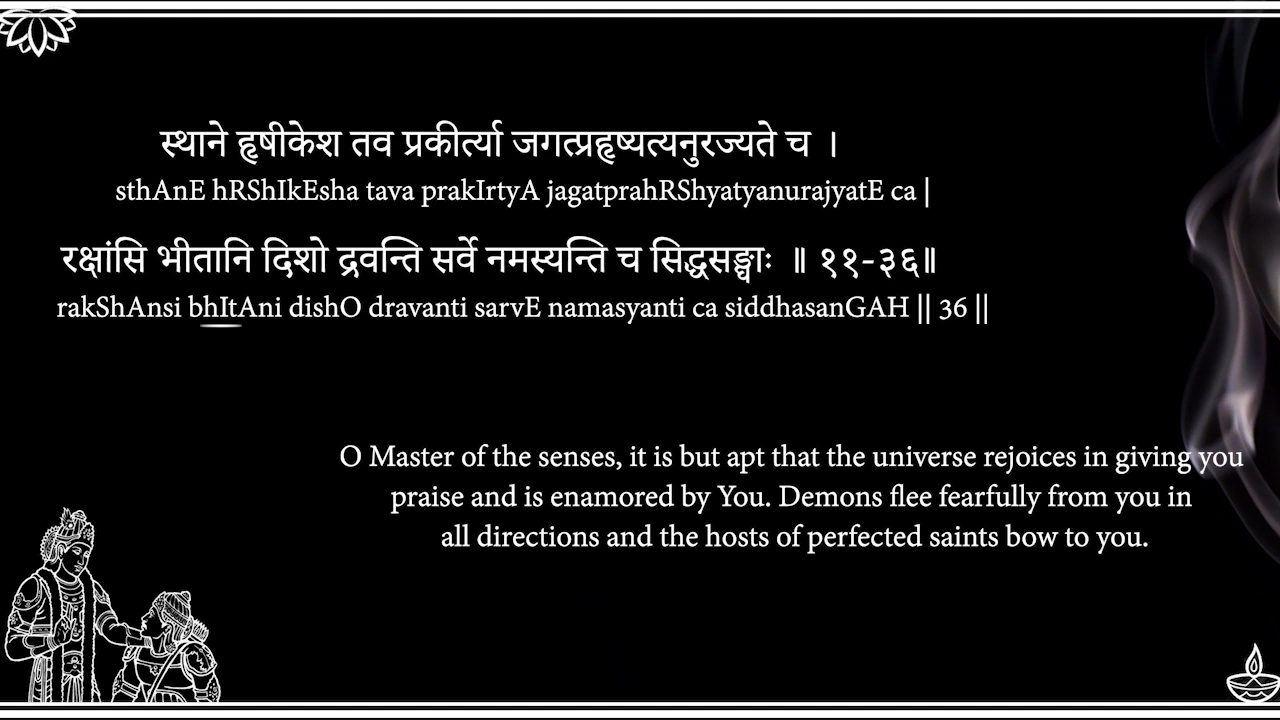 स्थाने हृषीकेश तव प्रकीर्त्या जगत्प्रहृष्यत्यनुरज्यते च ।
sthAnE hRShIkEsha tava prakIrtyA jagatprahRShyatyanurajyatE ca |
रक्षांसि भीतानि दिशो द्रवन्ति सर्वे नमस्यन्ति च सिद्धसङ्घाः ॥ ११-३६॥
rakShAnsi bhItAni dishO dravanti sarvE namasyanti ca siddhasanGAH || 36 ||
O Master of the senses, it is but apt that the universe rejoices in giving you
praise and is enamored by You. Demons flee fearfully from you in
all directions and the hosts of perfected saints bow to you.